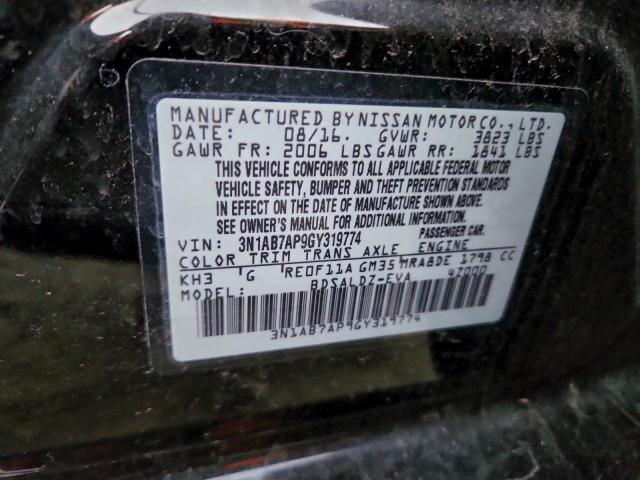 MANUFACTURED BY NISSAN MOTOR CO., LTD.
DATE: 08/16. GVWR: 3823 LBS
GAWR FR: 2006 LBS GAWR RR: 1841 LBS
THIS VEHICLE CONFORMS TO ALL APPLICABLE FEDERAL MOTOR
VEHICLE SAFETY, BUMPER AND THEFT PREVENTION STANDARDS
IN EFFECT ON THE DATE OF MANUFACTURE SHOWN ABOVE.
SEE OWNER'S MANUAL FOR ADDITIONAL INFORMATION.
VIN: 3N1AB7AP9GY319774 PASSENGER CAR.
COLOR TRIM TRANS AXLE ENGINE
KH3 G RE0F11A GM35 MRA8DE 1798 CC
MODEL: BDSALDZ-EVA 47000
3N1AB7AP9GY319774